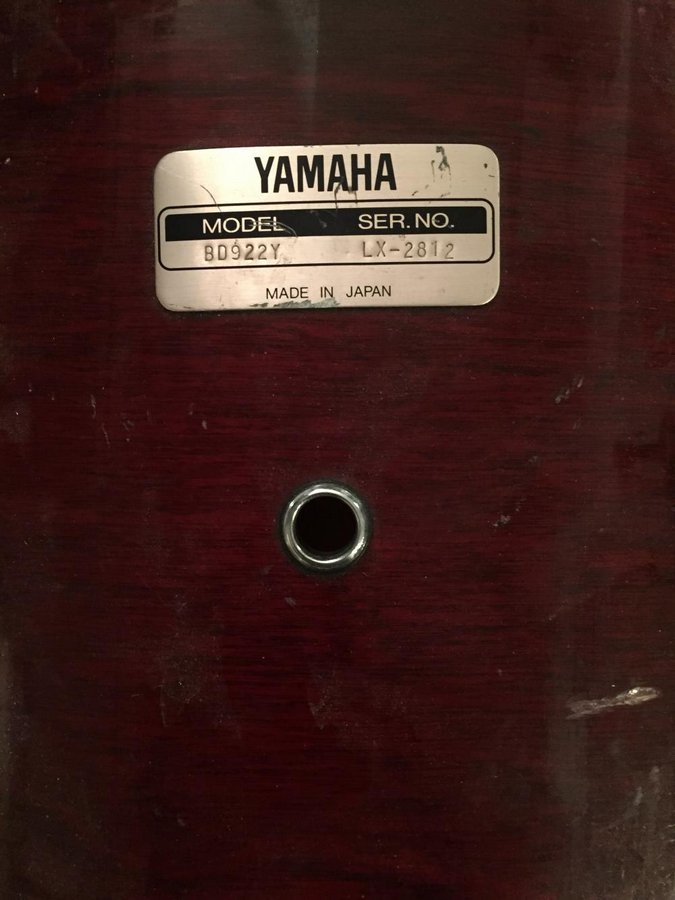 YAMAHA
MODEL SER.NO.
BD922Y LX-2812
MADE IN JAPAN